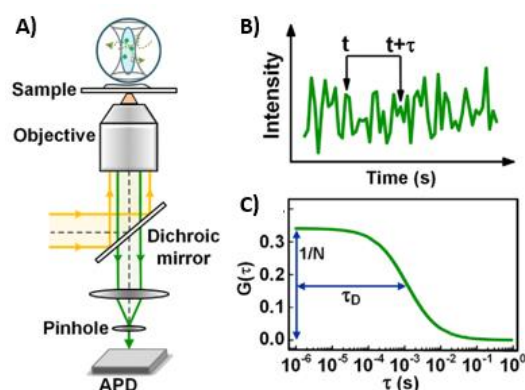 A)
Sample
Objective
Dichroic
mirror
Pinhole
APD
B)
t
t+τ
Intensity
Time (s)
C)
G(τ)
0.3
0.2
0.1
0.0
1/N
τD
10⁻⁶ 10⁻⁵ 10⁻⁴ 10⁻³ 10⁻² 10⁻¹ 10⁰
τ (s)